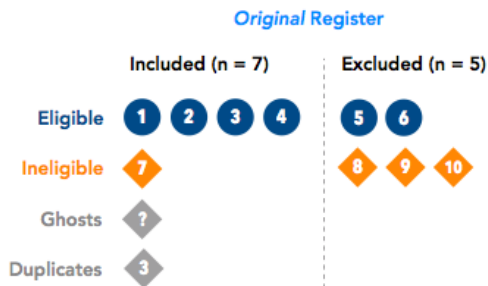 Original Register
Included (n = 7) Excluded (n = 5)
Eligible 1 2 3 4 5 6
Ineligible 7 8 9 10
Ghosts ?
Duplicates 3